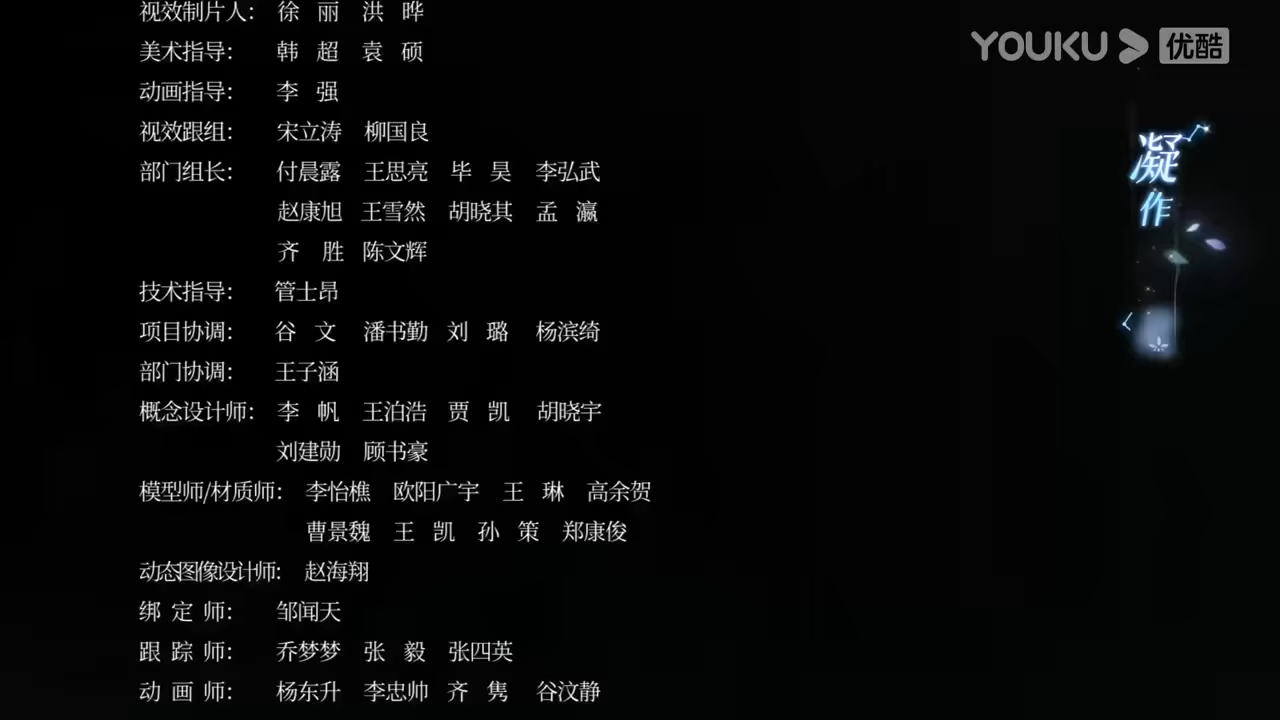 视效制片人： 徐 丽 洪 晔
YOUKU 优酷
美术指导： 韩 超 袁 硕
动画指导： 李 强
视效跟组： 宋立涛 柳国良
凝
作
部门组长： 付晨露 王思亮 毕 昊 李弘武
赵康旭 王雪然 胡晓其 孟 瀛
齐 胜 陈文辉
技术指导： 管士昂
项目协调： 谷 文 潘书勤 刘 璐 杨滨绮
部门协调： 王子涵
概念设计师： 李 帆 王泊浩 贾 凯 胡晓宇
刘建勋 顾书豪
模型师/材质师： 李怡樵 欧阳广宇 王 琳 高余贺
曹景魏 王 凯 孙 策 郑康俊
动态图像设计师： 赵海翔
绑 定 师： 邹闻天
跟 踪 师： 乔梦梦 张 毅 张四英
动 画 师： 杨东升 李忠帅 齐 隽 谷汶静